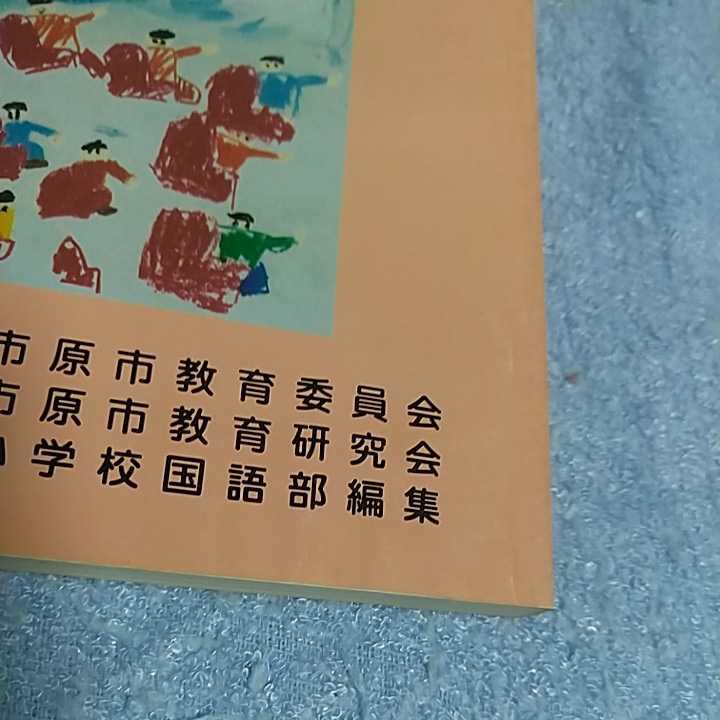 市原市教育委員会
市原市教育研究会
小学校国語部編集